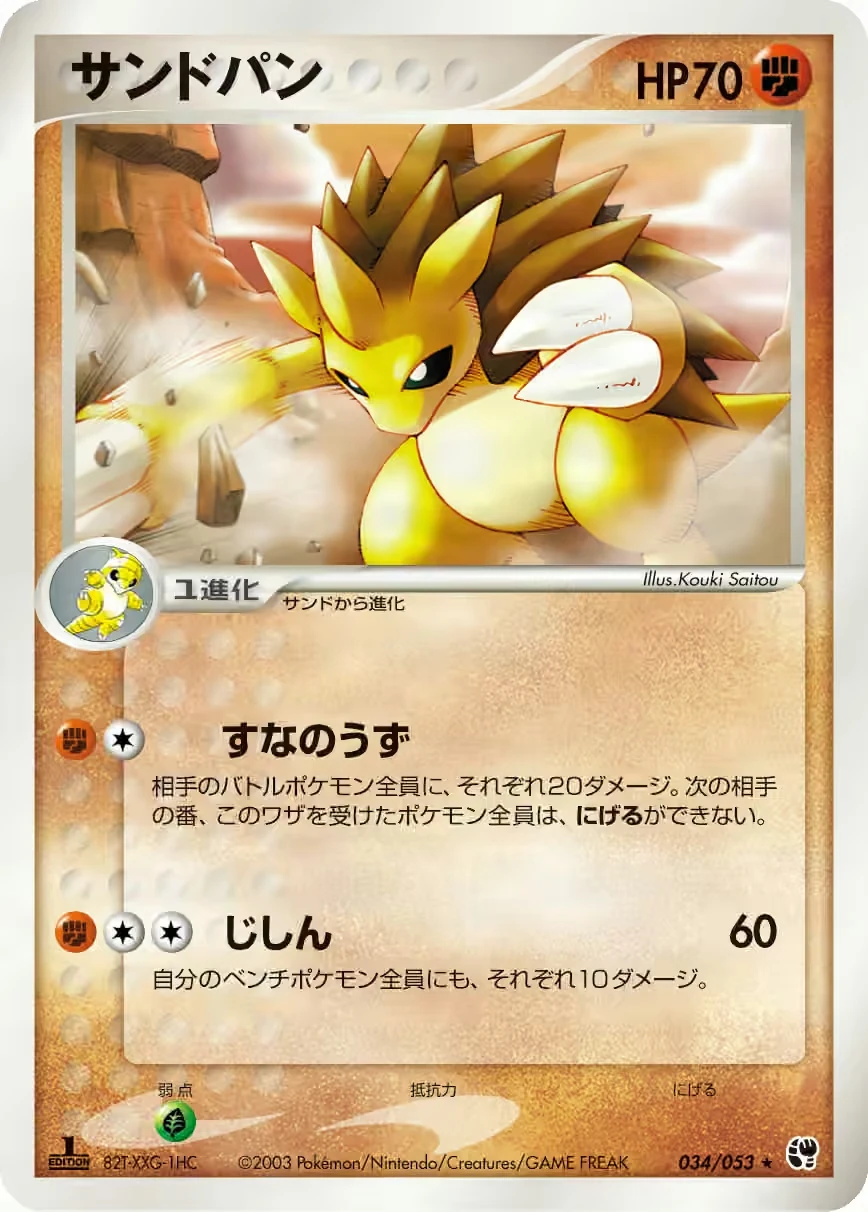 サンドパン
HP70
Illus.Kouki Saitou
1進化
サンドから進化
すなのうず
相手のバトルポケモン全員に、それぞれ20ダメージ。次の相手
の番、このワザを受けたポケモン全員は、にげるができない。
じしん 60
自分のベンチポケモン全員にも、それぞれ10ダメージ。
弱点 抵抗力 にげる
1
EDITION
82T-XXG-1HC ©2003 Pokémon/Nintendo/Creatures/GAME FREAK 034/053 ★